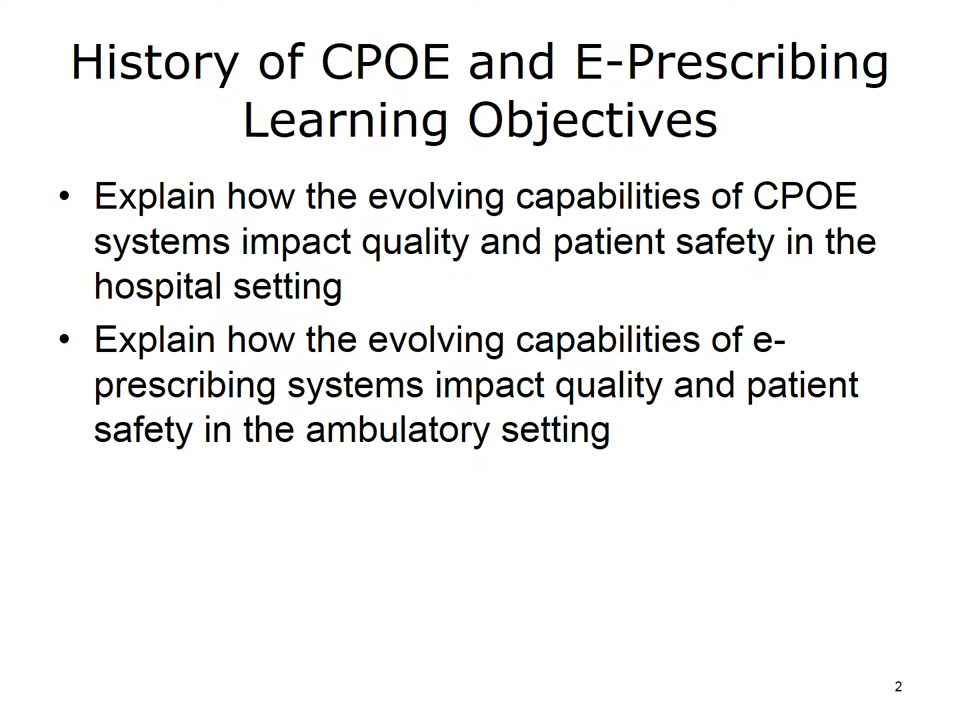 History of CPOE and E-Prescribing
Learning Objectives
• Explain how the evolving capabilities of CPOE
systems impact quality and patient safety in the
hospital setting
• Explain how the evolving capabilities of e-
prescribing systems impact quality and patient
safety in the ambulatory setting
2